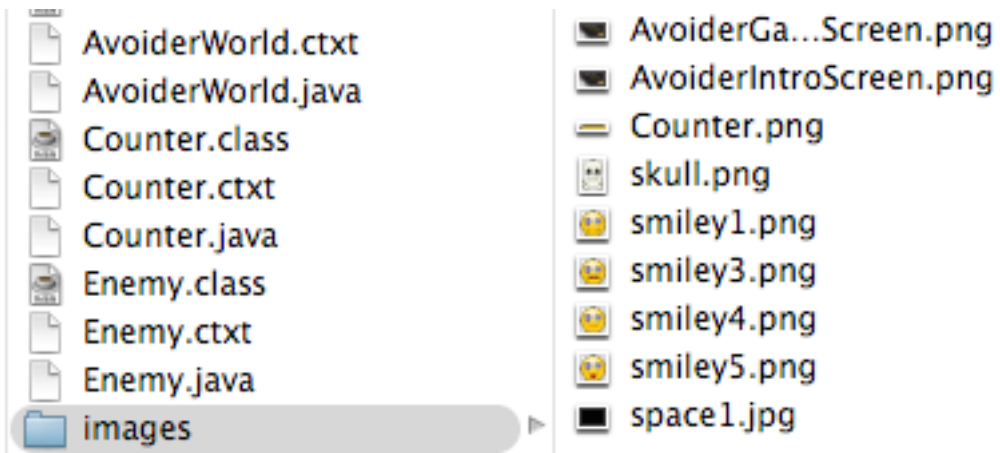 AvoiderWorld.ctxt
AvoiderWorld.java
Counter.class
Counter.ctxt
Counter.java
Enemy.class
Enemy.ctxt
Enemy.java
images
AvoiderGa...Screen.png
AvoiderIntroScreen.png
Counter.png
skull.png
smiley1.png
smiley3.png
smiley4.png
smiley5.png
space1.jpg